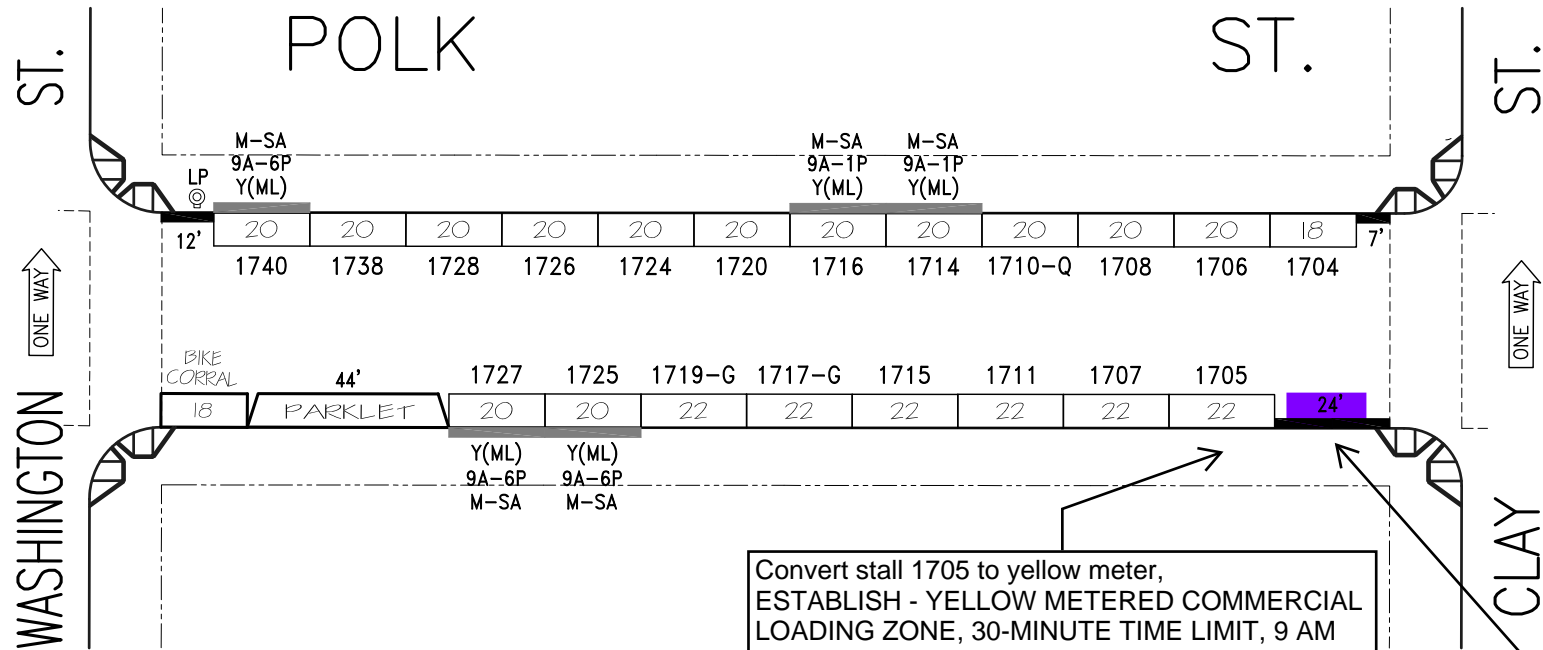 POLK ST.
ST.
ST.
M-SA
9A-6P
Y(ML)
M-SA
9A-1P
Y(ML)
M-SA
9A-1P
Y(ML)
LP
12'
20 20 20 20 20 20 20 20 20 20 20 18
7'
1740 1738 1728 1726 1724 1720 1716 1714 1710-Q 1708 1706 1704
ONE WAY
ONE WAY
BIKE
CORRAL
44'
1727 1725 1719-G 1717-G 1715 1711 1707 1705
18 PARKLET 20 20 22 22 22 22 22 22
24'
Y(ML)
9A-6P
M-SA
Y(ML)
9A-6P
M-SA
WASHINGTON
CLAY
Convert stall 1705 to yellow meter,
ESTABLISH - YELLOW METERED COMMERCIAL
LOADING ZONE, 30-MINUTE TIME LIMIT, 9 AM